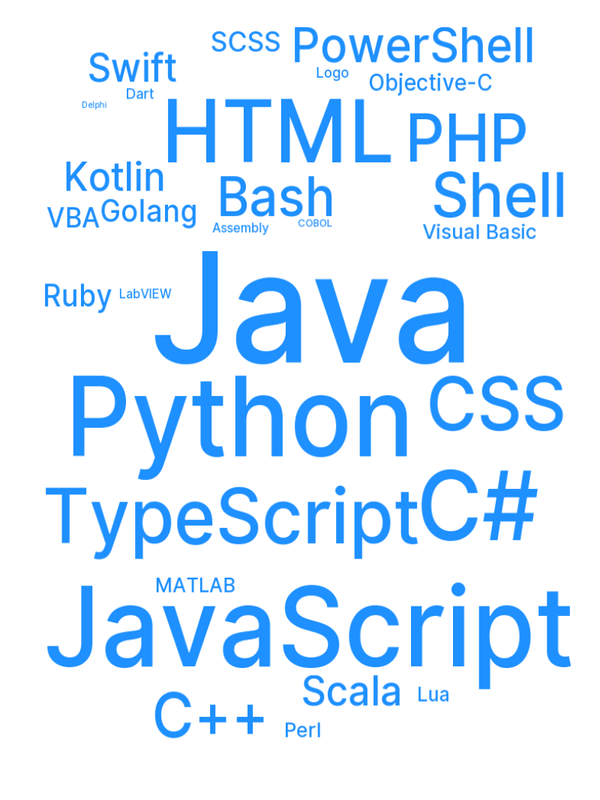 SCSS PowerShell
Swift Logo Objective-C
Dart
Delphi
HTML PHP
Kotlin Bash Shell
VBA Golang
Assembly COBOL Visual Basic
Java
Ruby LabVIEW
Python CSS
TypeScript C#
MATLAB
JavaScript
Scala Lua
C++ Perl